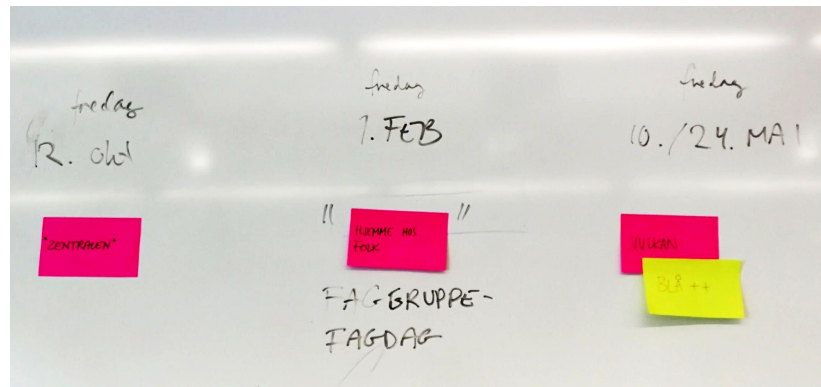 fredag
12. okt
"ZENTRALEN"
fredag
1. FEB
" "
HJEMME HOS
FOLK
FAGGRUPPE-
FAGDAG
fredag
10./24. MAI
VULKAN
BLÅ ++